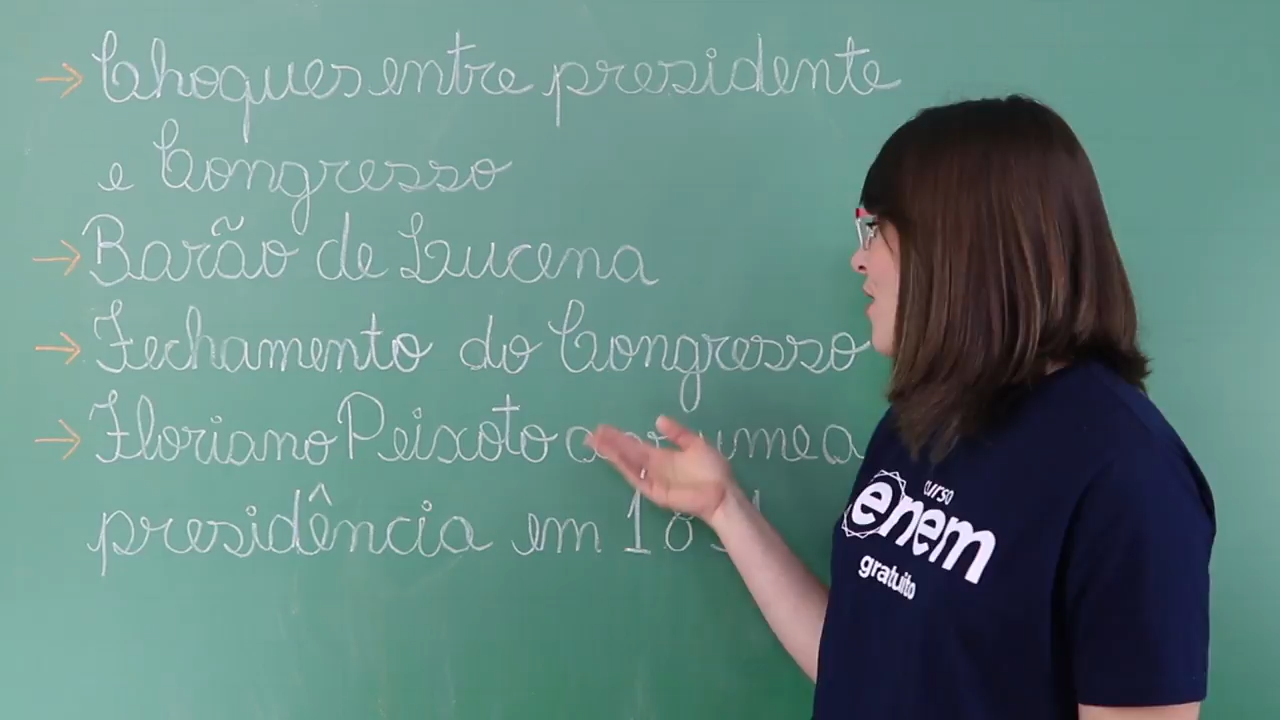 → Choques entre presidente
e Congresso
→ Barão de Lucena
→ Fechamento do Congresso
→ Floriano Peixoto a
presidência em
curso
enem
gratuito